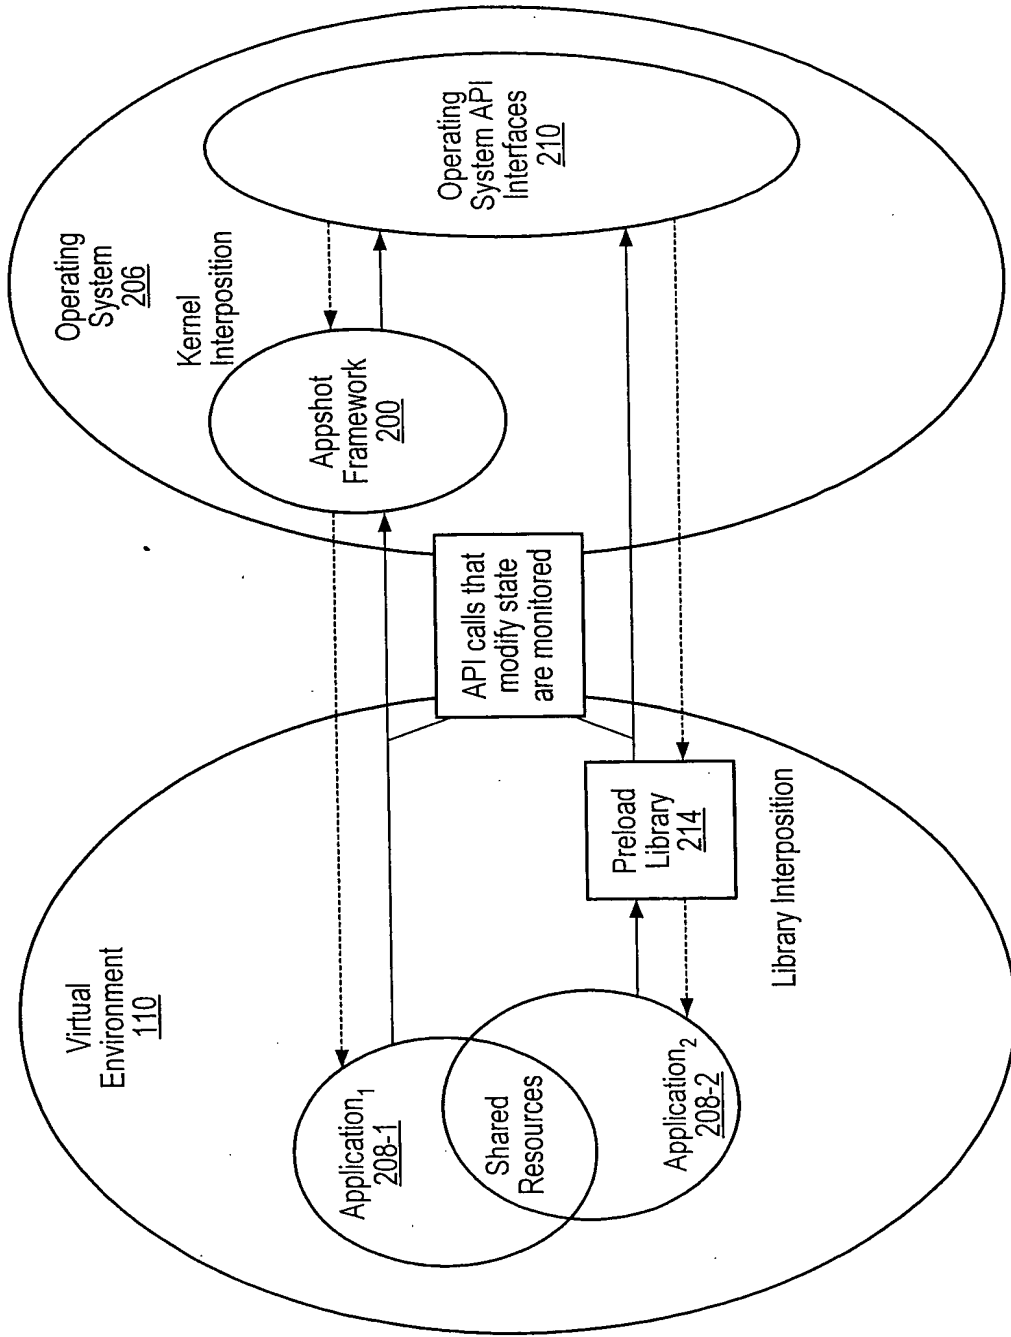 Virtual
Environment
110
Operating
System
206
Kernel
Interposition
Application1
208-1
Appshot
Framework
200
Shared
Resources
API calls that
modify state
are monitored
Operating
System API
Interfaces
210
Application2
208-2
Preload
Library
214
Library Interposition